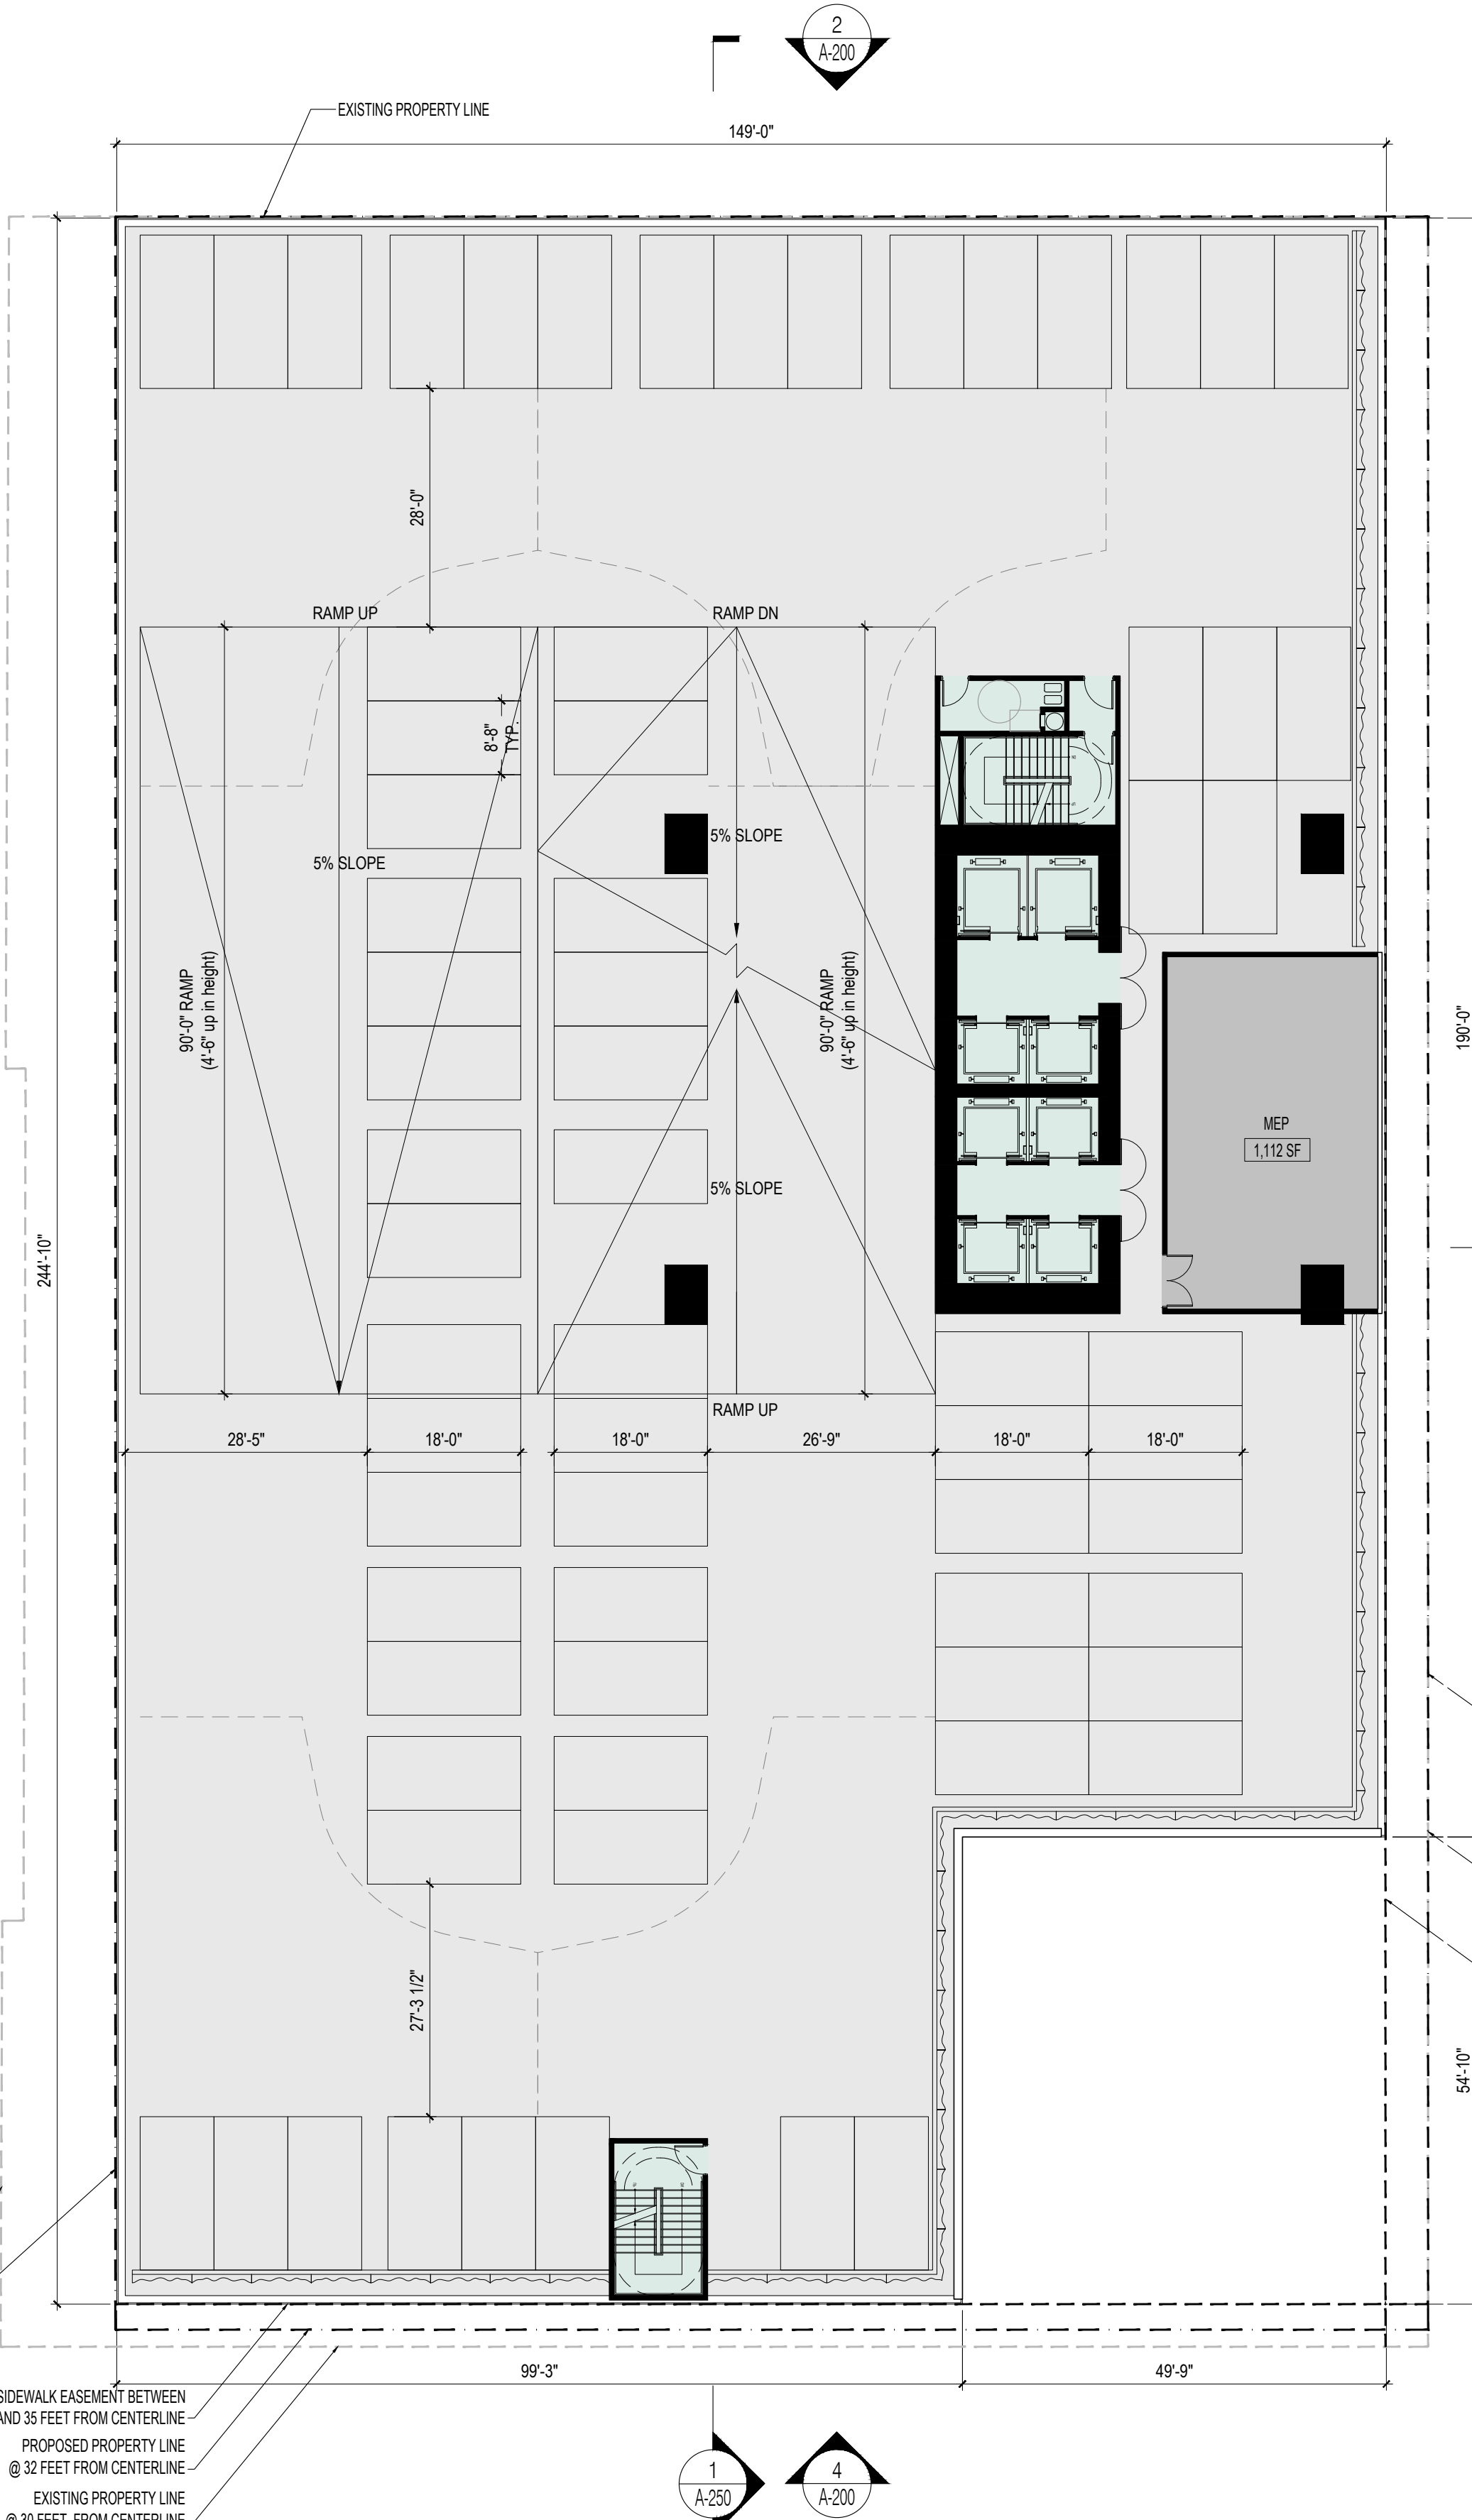 2
A-200
EXISTING PROPERTY LINE
149'-0"
28'-0"
RAMP UP
RAMP DN
8'-8"
TYP.
5% SLOPE
5% SLOPE
90'-0" RAMP
(4'-6" up in height)
90'-0" RAMP
(4'-6" up in height)
190'-0"
MEP
1,112 SF
5% SLOPE
244'-10"
RAMP UP
28'-5"
18'-0"
18'-0"
26'-9"
18'-0"
18'-0"
27'-3 1/2"
54'-10"
99'-3"
49'-9"
SIDEWALK EASEMENT BETWEEN
AND 35 FEET FROM CENTERLINE
PROPOSED PROPERTY LINE
@ 32 FEET FROM CENTERLINE
EXISTING PROPERTY LINE
@ 30 FEET FROM CENTERLINE
1
A-250
4
A-200